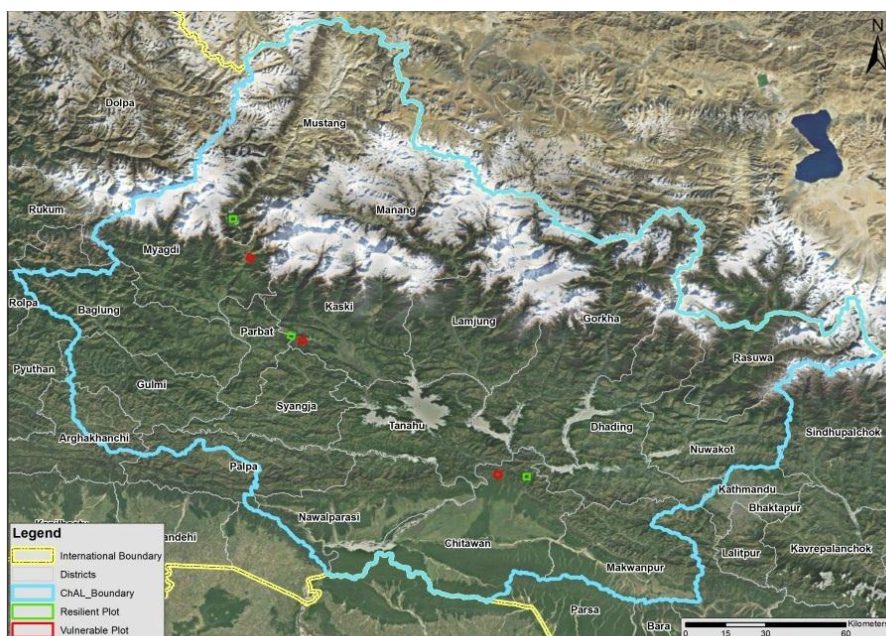 N
Dolpa
Mustang
Rukum
Manang
Myagdi
Rolpa
Baglung
Kaski
Lamjung
Gorkha
Parbat
Rasuwa
Pyuthan
Gulmi
Syangja
Tanahu
Dhading
Sindhupalchok
Arghakhanchi
Nuwakot
Palpa
Kathmandu
Bhaktapur
Nawalparasi
Chitawan
Lalitpur
Kavrepalanchok
Makwanpur
Parsa
Bara
Legend
International Boundary
Districts
ChAL_Boundary
Resilient Plot
Vulnerable Plot
Kilometers
0 15 30 60